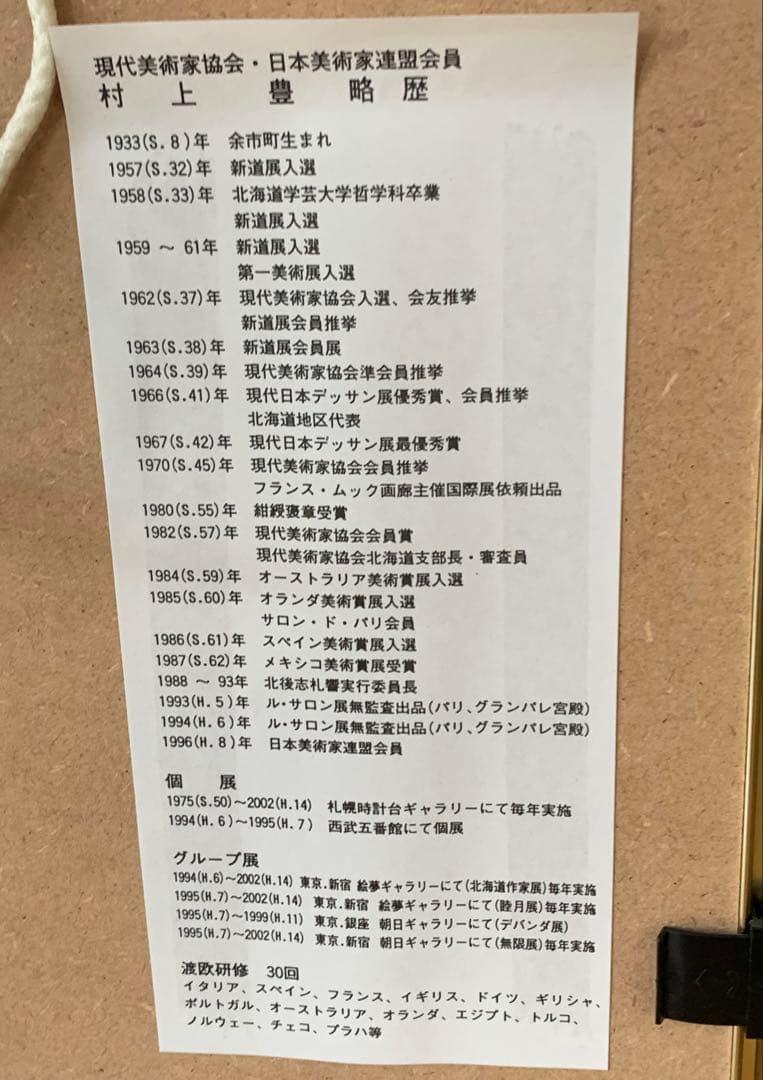 現代美術家協会・日本美術家連盟会員
村上豊略歴
1933(S.8)年 余市町生まれ
1957(S.32)年 新道展入選
1958(S.33)年 北海道学芸大学哲学科卒業
新道展入選
1959 〜 61年 新道展入選
第一美術展入選
1962(S.37)年 現代美術家協会入選、会友推挙
新道展会員推挙
1963(S.38)年 新道展会員展
1964(S.39)年 現代美術家協会準会員推挙
1966(S.41)年 現代日本デッサン展優秀賞、会員推挙
北海道地区代表
1967(S.42)年 現代日本デッサン展最優秀賞
1970(S.45)年 現代美術家協会会員推挙
フランス・ムック画廊主催国際展依頼出品
1980(S.55)年 紺綬褒章受賞
1982(S.57)年 現代美術家協会会員賞
現代美術家協会北海道支部長・審査員
1984(S.59)年 オーストラリア美術賞展入選
1985(S.60)年 オランダ美術賞展入選
サロン・ド・パリ会員
1986(S.61)年 スペイン美術賞展入選
1987(S.62)年 メキシコ美術賞展受賞
1988 〜 93年 北後志札響実行委員長
1993(H.5)年 ル・サロン展無監査出品(パリ、グランパレ宮殿)
1994(H.6)年 ル・サロン展無監査出品(パリ、グランパレ宮殿)
1996(H.8)年 日本美術家連盟会員
個展
1975(S.50)〜2002(H.14) 札幌時計台ギャラリーにて毎年実施
1994(H.6)〜1995(H.7) 西武五番館にて個展
グループ展
1994(H.6)〜2002(H.14) 東京.新宿 絵夢ギャラリーにて(北海道作家展)毎年実施
1995(H.7)〜2002(H.14) 東京.新宿 絵夢ギャラリーにて(睦月展)毎年実施
1995(H.7)〜1999(H.11) 東京.銀座 朝日ギャラリーにて(デバンダ展)
1995(H.7)〜2002(H.14) 東京.新宿 朝日ギャラリーにて(無限展)毎年実施
渡欧研修 30回
イタリア、スペイン、フランス、イギリス、ドイツ、ギリシャ、
ポルトガル、オーストラリア、オランダ、エジプト、トルコ、
ノルウェー、チェコ、プラハ等